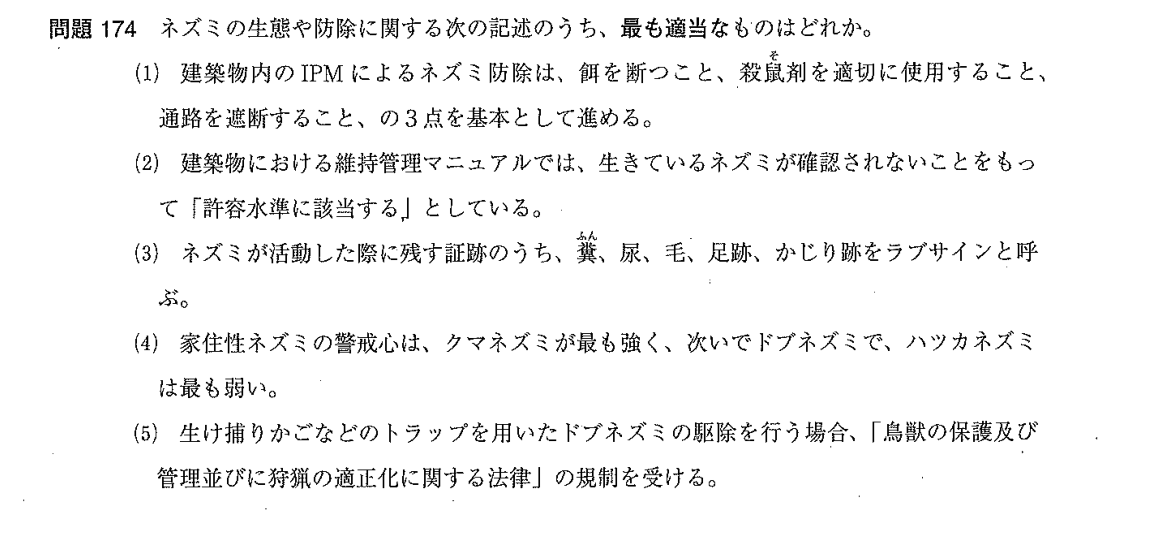 問題 174 ネズミの生態や防除に関する次の記述のうち、最も適当なものはどれか。
(1) 建築物内の IPM によるネズミ防除は、餌を断つこと、殺鼠剤を適切に使用すること、
そ
通路を遮断すること、の3点を基本として進める。
(2) 建築物における維持管理マニュアルでは、生きているネズミが確認されないことをもっ
て「許容水準に該当する」としている。
(3) ネズミが活動した際に残す証跡のうち、糞、尿、毛、足跡、かじり跡をラブサインと呼
ふん
ぶ。
(4) 家住性ネズミの警戒心は、クマネズミが最も強く、次いでドブネズミで、ハツカネズミ
は最も弱い。
(5) 生け捕りかごなどのトラップを用いたドブネズミの駆除を行う場合、「鳥獣の保護及び
管理並びに狩猟の適正化に関する法律」の規制を受ける。